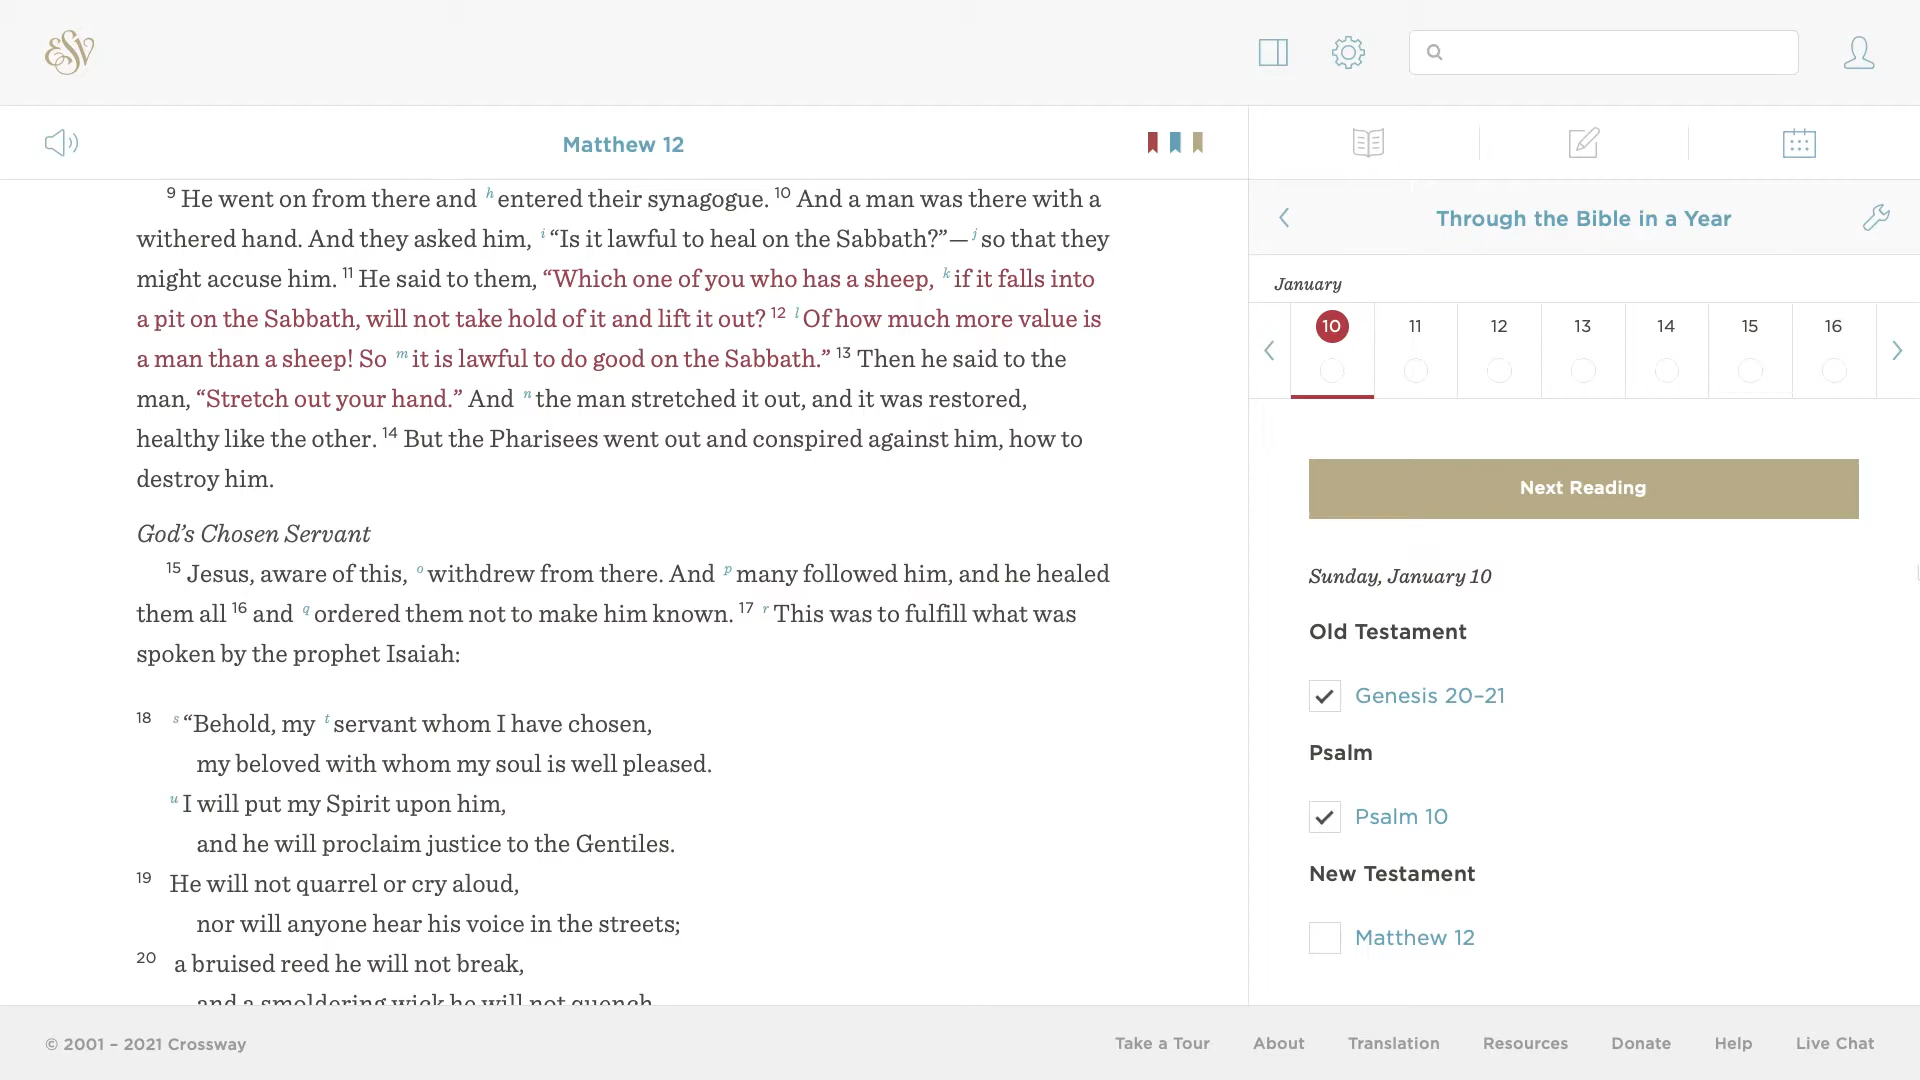 ESV
Matthew 12
9 He went on from there and h entered their synagogue. 10 And a man was there with a
withered hand. And they asked him, i “Is it lawful to heal on the Sabbath?”— j so that they
might accuse him. 11 He said to them, “Which one of you who has a sheep, k if it falls into
a pit on the Sabbath, will not take hold of it and lift it out? 12 l Of how much more value is
a man than a sheep! So m it is lawful to do good on the Sabbath.” 13 Then he said to the
man, “Stretch out your hand.” And n the man stretched it out, and it was restored,
healthy like the other. 14 But the Pharisees went out and conspired against him, how to
destroy him.
God’s Chosen Servant
15 Jesus, aware of this, o withdrew from there. And p many followed him, and he healed
them all 16 and q ordered them not to make him known. 17 r This was to fulfill what was
spoken by the prophet Isaiah:
18 s “Behold, my t servant whom I have chosen,
my beloved with whom my soul is well pleased.
u I will put my Spirit upon him,
and he will proclaim justice to the Gentiles.
19 He will not quarrel or cry aloud,
nor will anyone hear his voice in the streets;
20 a bruised reed he will not break,
and a smoldering wick he will not quench
Through the Bible in a Year
January
10 11 12 13 14 15 16
Next Reading
Sunday, January 10
Old Testament
Genesis 20–21
Psalm
Psalm 10
New Testament
Matthew 12
© 2001 – 2021 Crossway
Take a Tour About Translation Resources Donate Help Live Chat